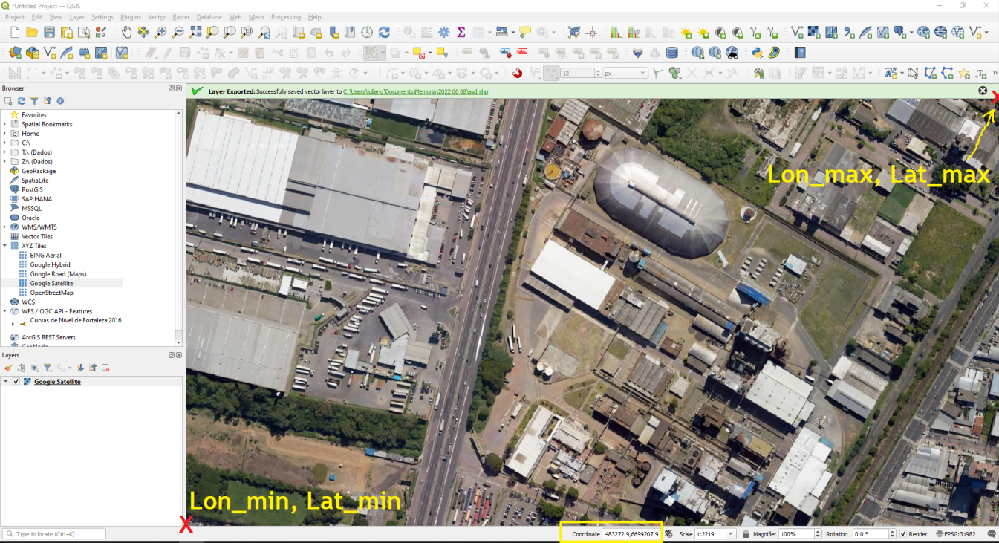 *Untitled Project — QGIS
Project Edit View Layer Settings Plugins Vector Raster Database Web Mesh Processing Help
12 px
Browser
Layer Exported: Successfully saved vector layer to C:\Users\juliano\Documents\Memoria\2022 06 08\asd.shp
Favorites
Spatial Bookmarks
Home
C:\
T:\ (Dados)
Z:\ (Dados)
GeoPackage
SpatiaLite
PostGIS
SAP HANA
MSSQL
Oracle
WMS/WMTS
Vector Tiles
XYZ Tiles
BING Aerial
Google Hybrid
Google Road (Maps)
Google Satellite
OpenStreetMap
WCS
WFS / OGC API - Features
Curvas de Nível de Fortaleza 2016
ArcGIS REST Servers
GeoNode
Layers
Google Satellite
X
Lon_max, Lat_max
Lon_min, Lat_min
X
Type to locate (Ctrl+K)
Coordinate 483272.9,6699207.9 Scale 1:2219 Magnifier 100% Rotation 0.0 ° Render EPSG:31982